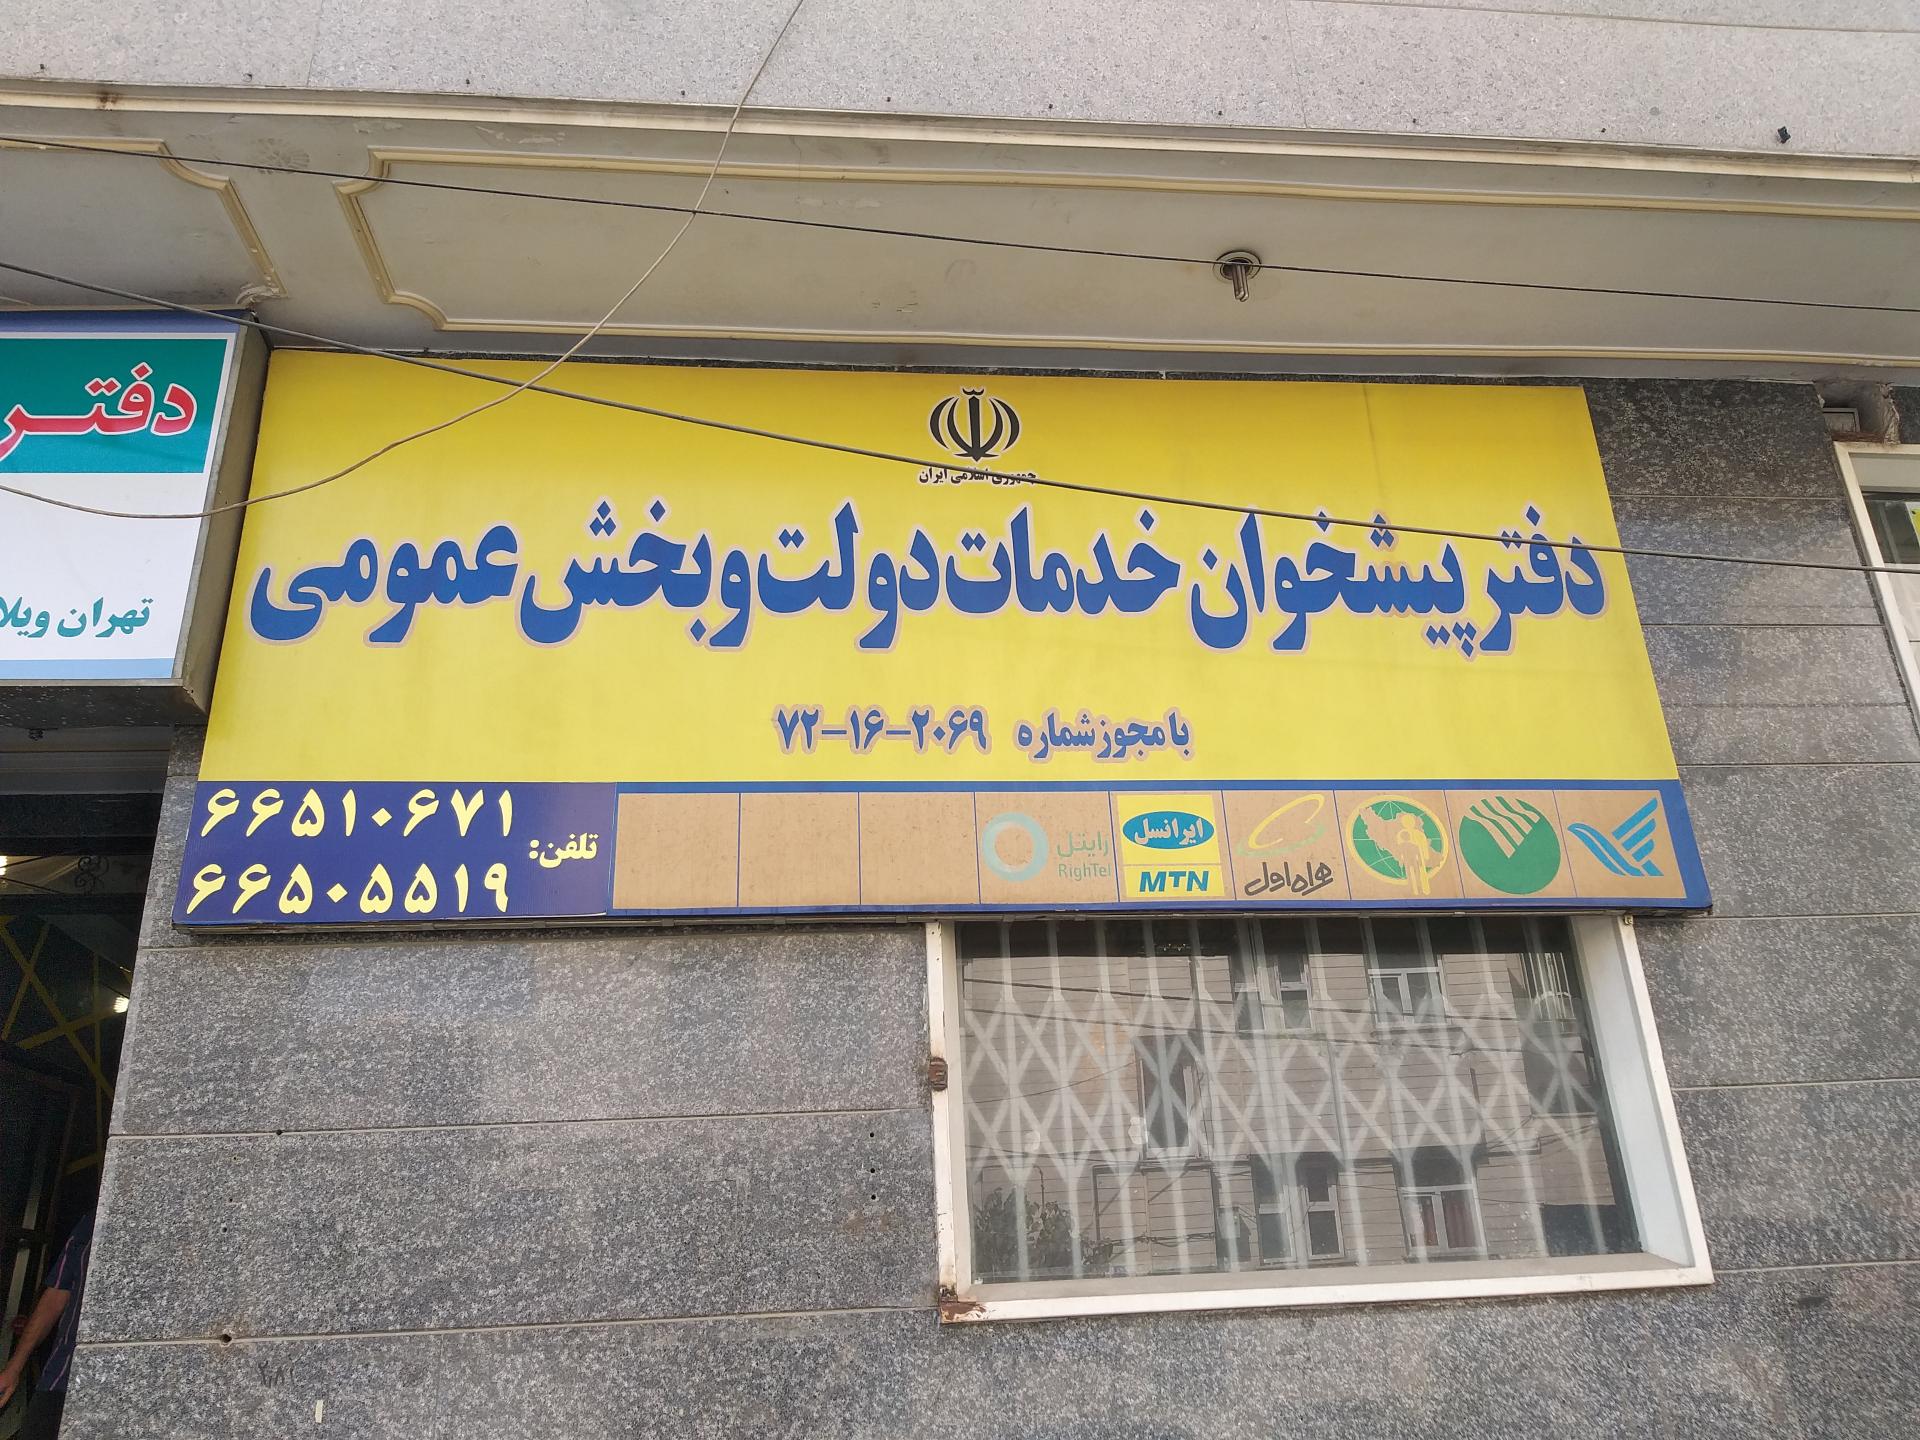 جمهوری اسلامی ایران
دفتر پیشخوان خدمات دولت و بخش عمومی
با مجوز شماره ۲۰۶۹-۱۶-۷۲
همراه اول
ایرانسل
MTN
رایتل
RighTel
تلفن:
۶۶۵۱۰۶۷۱
۶۶۵۰۵۵۱۹
دفتر
تهران